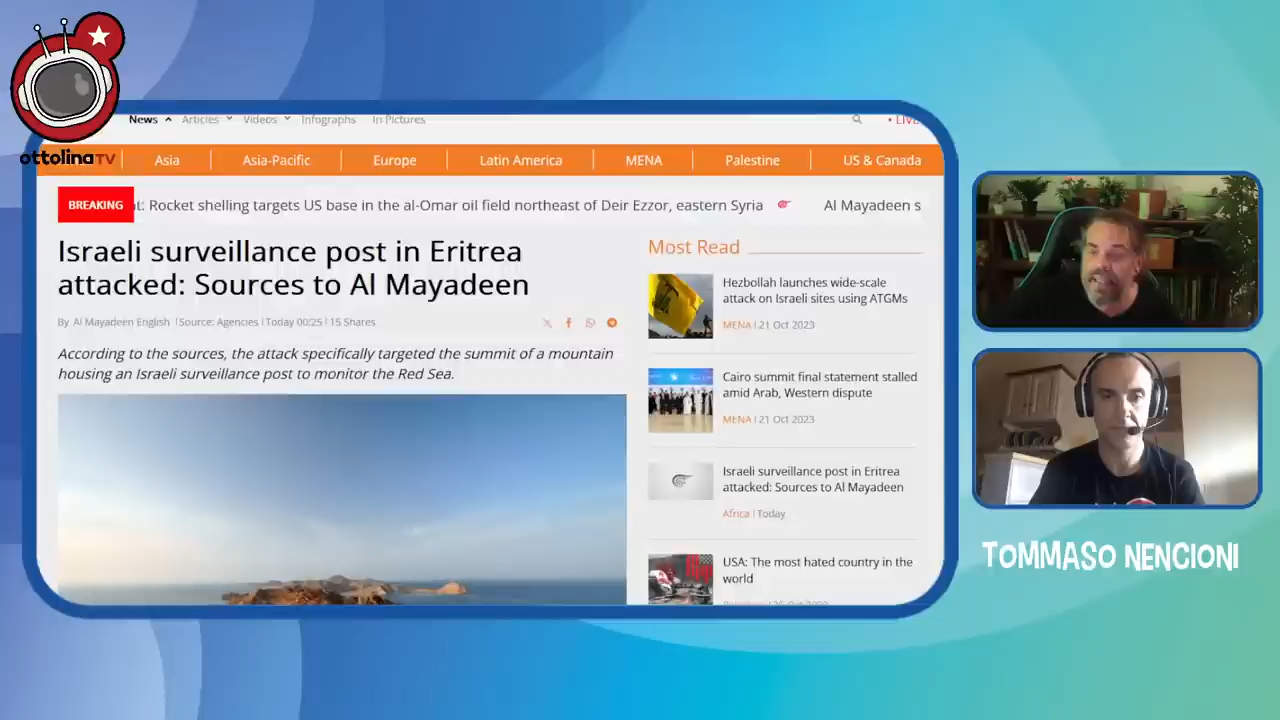 ottolinaTV
News Articles Videos Infographs In Pictures
• LIVE
Asia Asia-Pacific Europe Latin America MENA Palestine US & Canada
BREAKING
t: Rocket shelling targets US base in the al-Omar oil field northeast of Deir Ezzor, eastern Syria Al Mayadeen s
Israeli surveillance post in Eritrea
attacked: Sources to Al Mayadeen
By Al Mayadeen English | Source: Agencies | Today 00:25 | 15 Shares
According to the sources, the attack specifically targeted the summit of a mountain
housing an Israeli surveillance post to monitor the Red Sea.
Most Read
Hezbollah launches wide-scale
attack on Israeli sites using ATGMs
MENA | 21 Oct 2023
Cairo summit final statement stalled
amid Arab, Western dispute
MENA | 21 Oct 2023
Israeli surveillance post in Eritrea
attacked: Sources to Al Mayadeen
Africa | Today
USA: The most hated country in the
world
TOMMASO NENCIONI